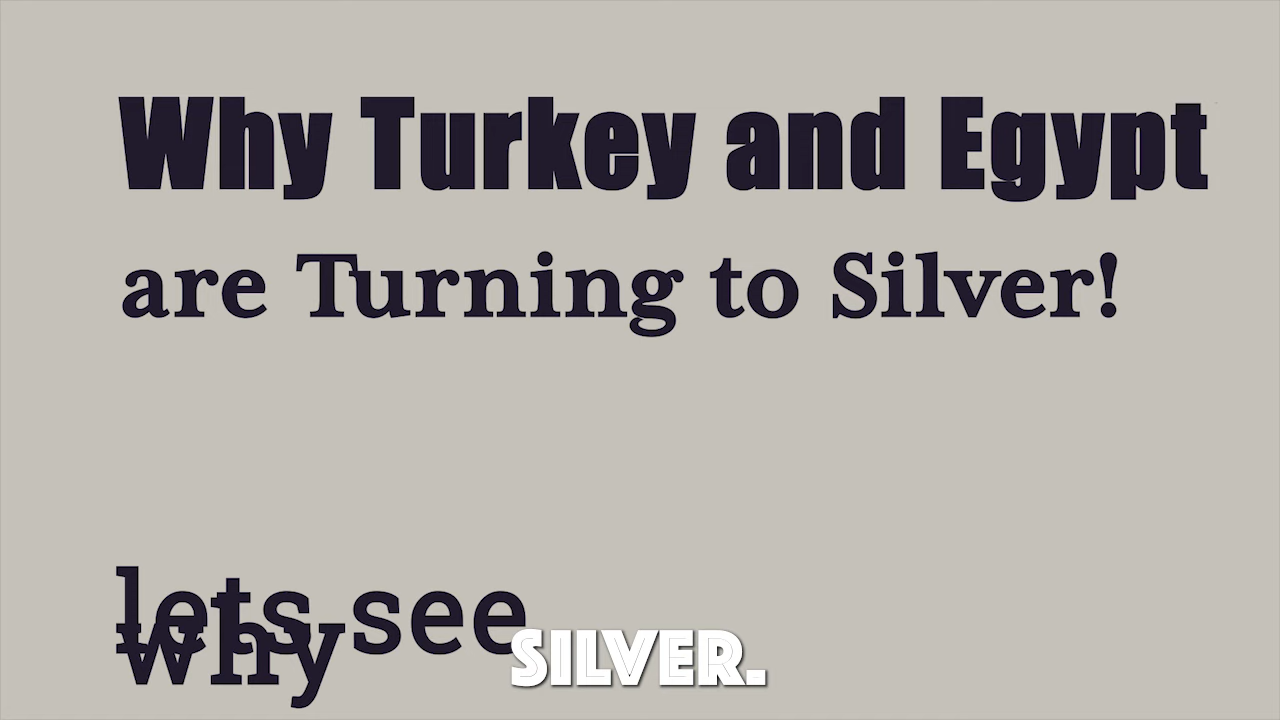 Why Turkey and Egypt
are Turning to Silver!
lets see
why
SILVER.